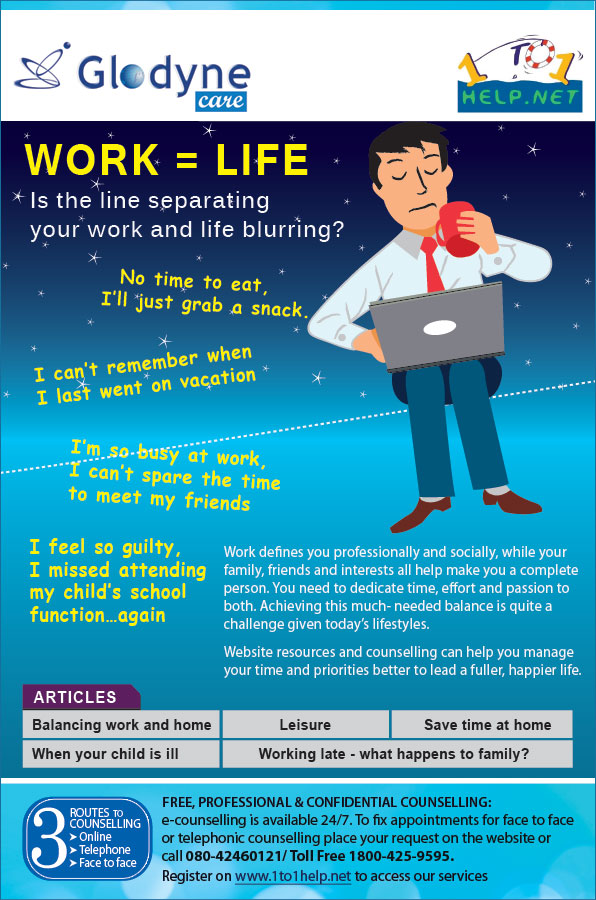 Glodyne
care
1 TO 1
HELP.NET
WORK = LIFE
Is the line separating
your work and life blurring?
No time to eat,
I'll just grab a snack.
I can't remember when
I last went on vacation
I'm so busy at work,
I can't spare the time
to meet my friends
I feel so guilty,
I missed attending
my child's school
function...again
Work defines you professionally and socially, while your
family, friends and interests all help make you a complete
person. You need to dedicate time, effort and passion to
both. Achieving this much- needed balance is quite a
challenge given today's lifestyles.
Website resources and counselling can help you manage
your time and priorities better to lead a fuller, happier life.
ARTICLES
Balancing work and home
Leisure
Save time at home
When your child is ill
Working late - what happens to family?
3 ROUTES TO
COUNSELLING
Online
Telephone
Face to face
FREE, PROFESSIONAL & CONFIDENTIAL COUNSELLING:
e-counselling is available 24/7. To fix appointments for face to face
or telephonic counselling place your request on the website or
call 080-42460121/ Toll Free 1800-425-9595.
Register on www.1to1help.net to access our services